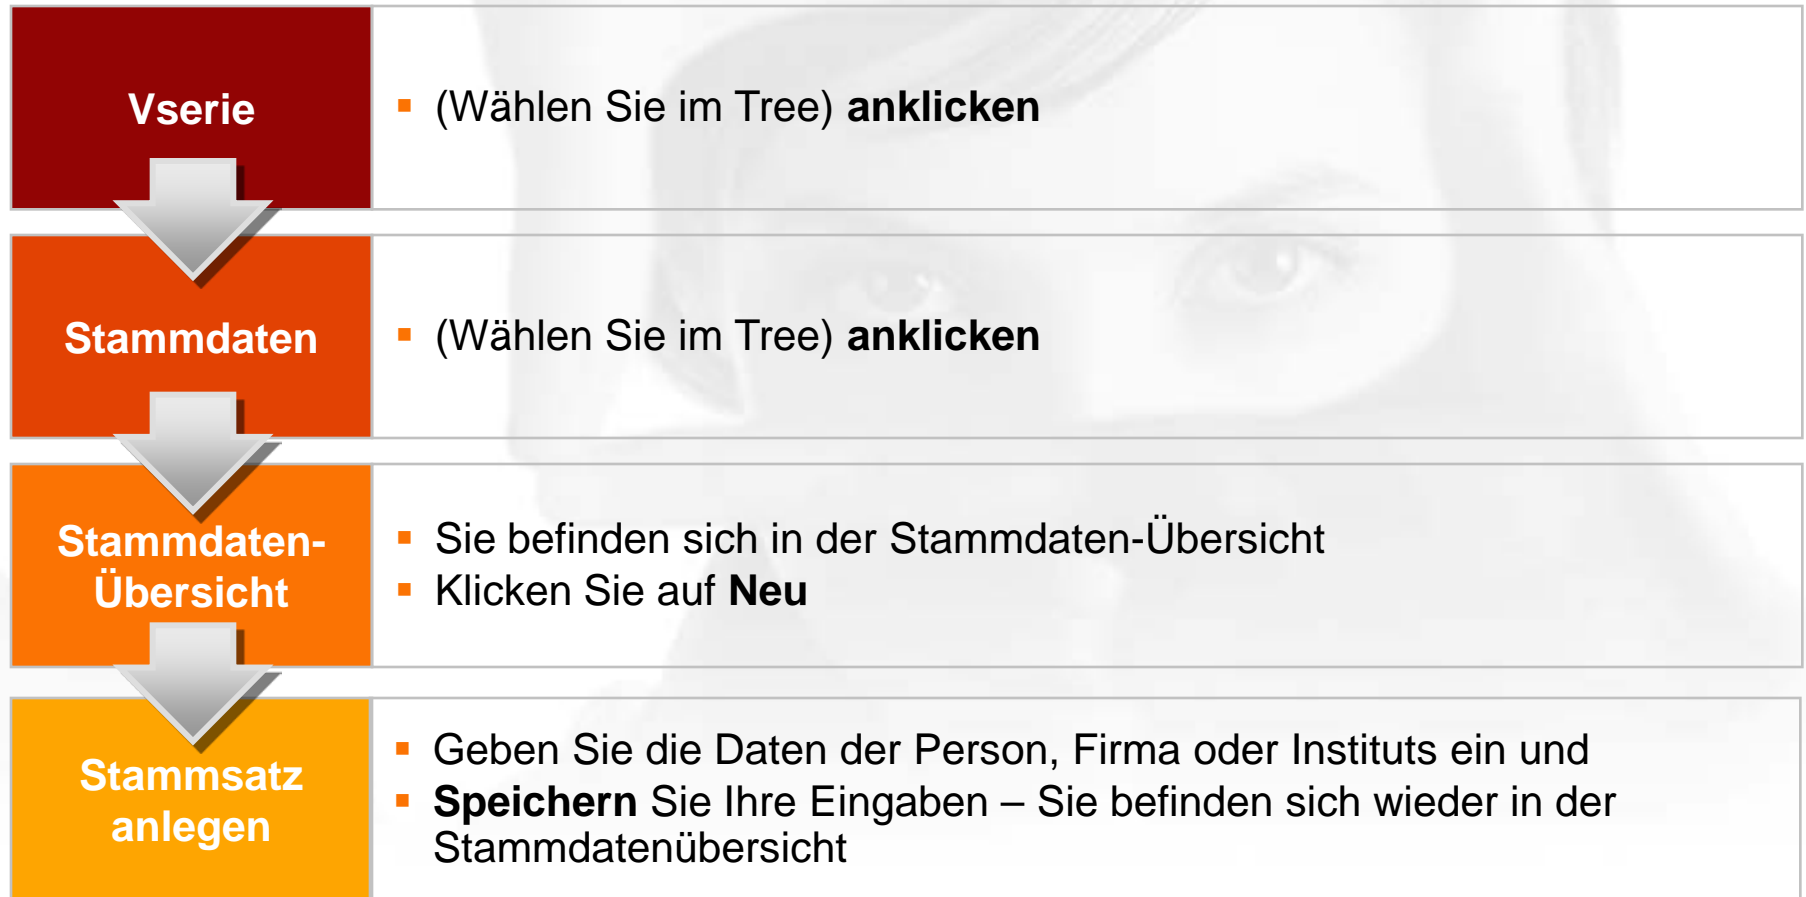 Vserie
▪ (Wählen Sie im Tree) anklicken
Stammdaten
▪ (Wählen Sie im Tree) anklicken
Stammdaten-
Übersicht
▪ Sie befinden sich in der Stammdaten-Übersicht
▪ Klicken Sie auf Neu
Stammsatz
anlegen
▪ Geben Sie die Daten der Person, Firma oder Instituts ein und
▪ Speichern Sie Ihre Eingaben – Sie befinden sich wieder in der
Stammdatenübersicht